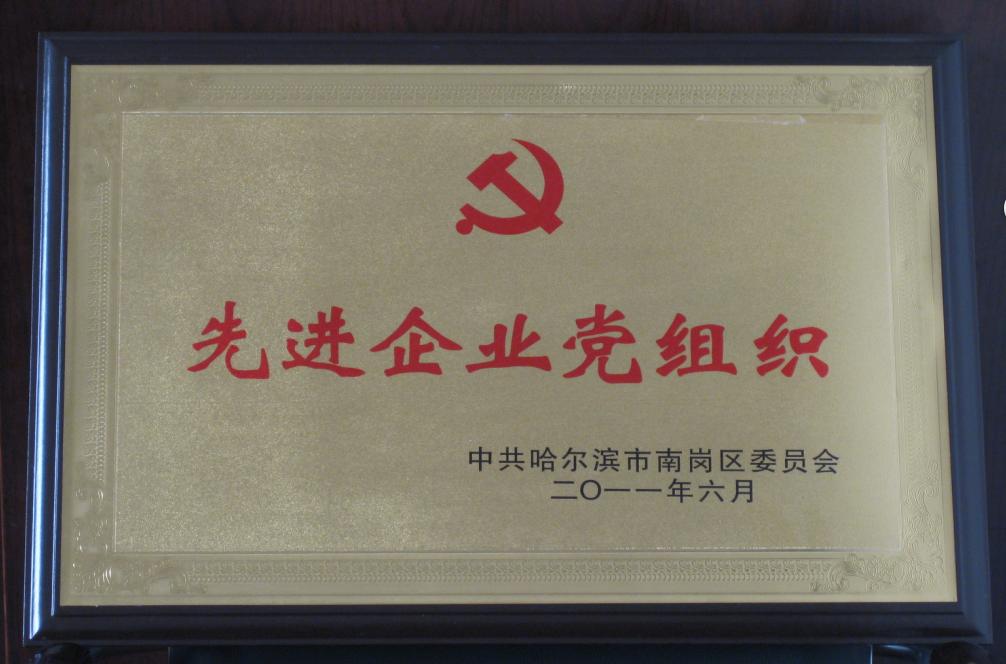 先进企业党组织
中共哈尔滨市南岗区委员会
二〇一一年六月